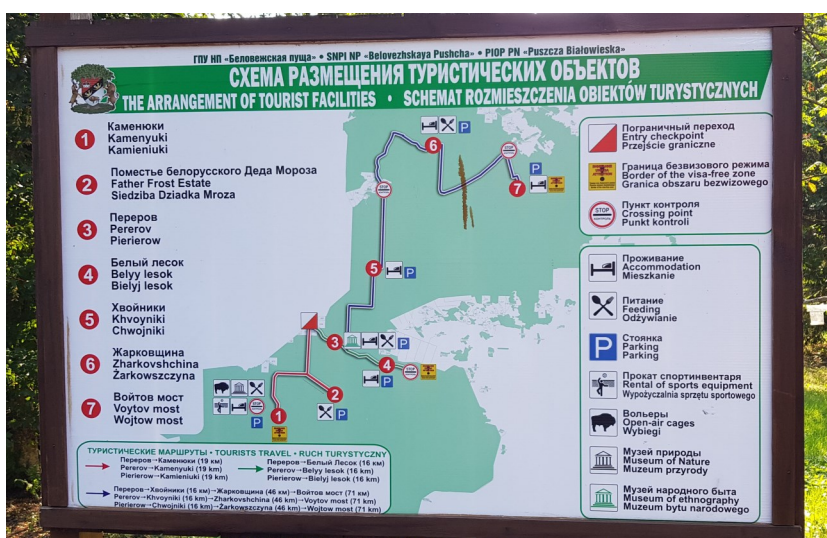 ГПУ НП «Беловежская пуща» • SNPI NP «Belovezhskaya Pushcha» • PIOP PN «Puszcza Białowieska»
СХЕМА РАЗМЕЩЕНИЯ ТУРИСТИЧЕСКИХ ОБЪЕКТОВ
THE ARRANGEMENT OF TOURIST FACILITIES • SCHEMAT ROZMIESZCZENIA OBIEKTÓW TURYSTYCZNYCH
1
Каменюки
Kamenyuki
Kamieniuki
2
Поместье белорусского Деда Мороза
Father Frost Estate
Siedziba Dziadka Mroza
3
Переров
Pererov
Pierierow
4
Белый лесок
Belyy lesok
Bielyj lesok
5
Хвойники
Khvoyniki
Chwojniki
6
Жарковщина
Zharkovshchina
Żarkowszczyna
7
Войтов мост
Voytov most
Wojtow most
6
P
STOP
P
7
STOP
5
P
3
P
4
STOP
P
2
P
1
STOP
P
ТУРИСТИЧЕСКИЕ МАРШРУТЫ • TOURISTS TRAVEL • RUCH TURYSTYCZNY
Переров→Каменюки (19 км)
Pererov→Kamenyuki (19 km)
Pierierow→Kamieniuki (19 km)
Переров→Белый Лесок (16 км)
Pererov→Belyy lesok (16 km)
Pierierow→Bielyj lesok (16 km)
Переров→Хвойники (16 км)→Жарковщина (46 км)→Войтов мост (71 км)
Pererov→Khvoyniki (16 km)→Zharkovshchina (46 km)→Voytov most (71 km)
Pierierow→Chwojniki (16 km)→Żarkowszczyna (46 km)→Wojtow most (71 km)
Пограничный переход
Entry checkpoint
Przejście graniczne
Граница безвизового режима
Border of the visa-free zone
Granica obszaru bezwizowego
STOP
Пункт контроля
Crossing point
Punkt kontroli
Проживание
Accommodation
Mieszkanie
Питание
Feeding
Odżywianie
P
Стоянка
Parking
Parking
Прокат спортинвентаря
Rental of sports equipment
Wypożyczalnia sprzętu sportowego
Вольеры
Open-air cages
Wybiegi
Музей природы
Museum of Nature
Muzeum przyrody
Музей народного быта
Museum of ethnography
Muzeum bytu narodowego